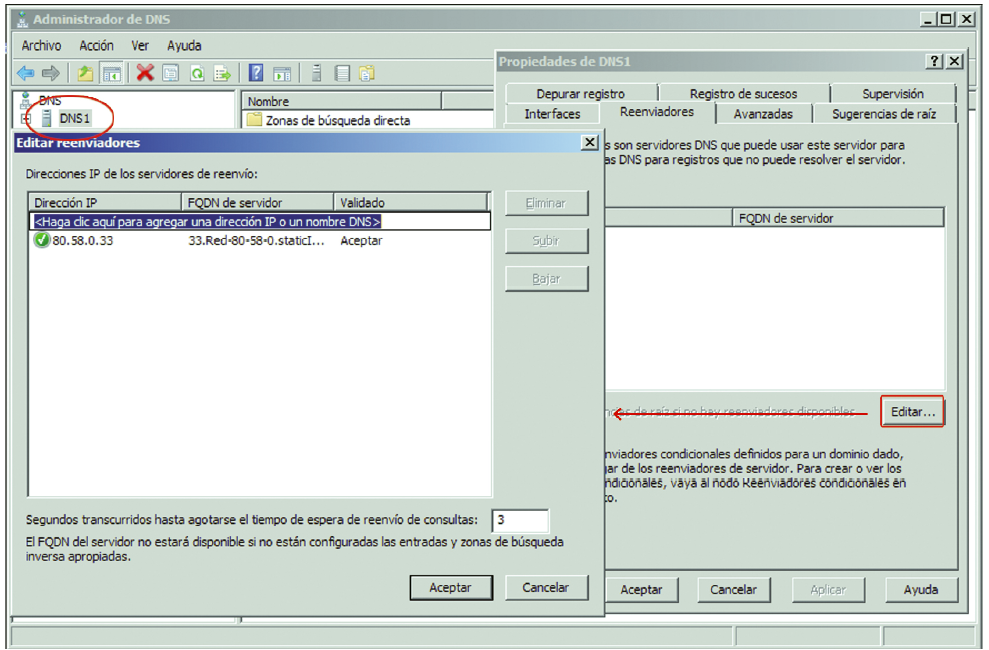 Administrador de DNS
Archivo Acción Ver Ayuda
DNS
DNS1
Nombre
Zonas de búsqueda directa
Propiedades de DNS1
Depurar registro Registro de sucesos Supervisión
Interfaces Reenviadores Avanzadas Sugerencias de raíz
s son servidores DNS que puede usar este servidor para
as DNS para registros que no puede resolver el servidor.
FQDN de servidor
de raíz si no hay reenviadores disponibles
Editar...
nviadores condicionales definidos para un dominio dado,
gar de los reenviadores de servidor. Para crear o ver los
ndicionales, vaya al nodo Reenviadores condicionales en
to.
Aceptar Cancelar Aplicar Ayuda
Editar reenviadores
Direcciones IP de los servidores de reenvío:
Dirección IP FQDN de servidor Validado
<Haga clic aquí para agregar una dirección IP o un nombre DNS>
80.58.0.33 33.Red-80-58-0.staticI... Aceptar
Eliminar
Subir
Bajar
Segundos transcurridos hasta agotarse el tiempo de espera de reenvío de consultas: 3
El FQDN del servidor no estará disponible si no están configuradas las entradas y zonas de búsqueda
inversa apropiadas.
Aceptar Cancelar